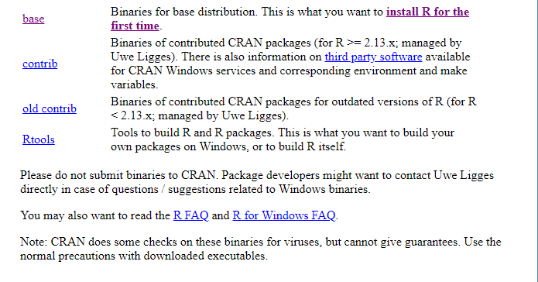 base
Binaries for base distribution. This is what you want to install R for the
first time.
contrib
Binaries of contributed CRAN packages (for R >= 2.13.x; managed by
Uwe Ligges). There is also information on third party software available
for CRAN Windows services and corresponding environment and make
variables.
old contrib
Binaries of contributed CRAN packages for outdated versions of R (for R
< 2.13.x; managed by Uwe Ligges).
Rtools
Tools to build R and R packages. This is what you want to build your
own packages on Windows, or to build R itself.
Please do not submit binaries to CRAN. Package developers might want to contact Uwe Ligges
directly in case of questions / suggestions related to Windows binaries.
You may also want to read the R FAQ and R for Windows FAQ.
Note: CRAN does some checks on these binaries for viruses, but cannot give guarantees. Use the
normal precautions with downloaded executables.